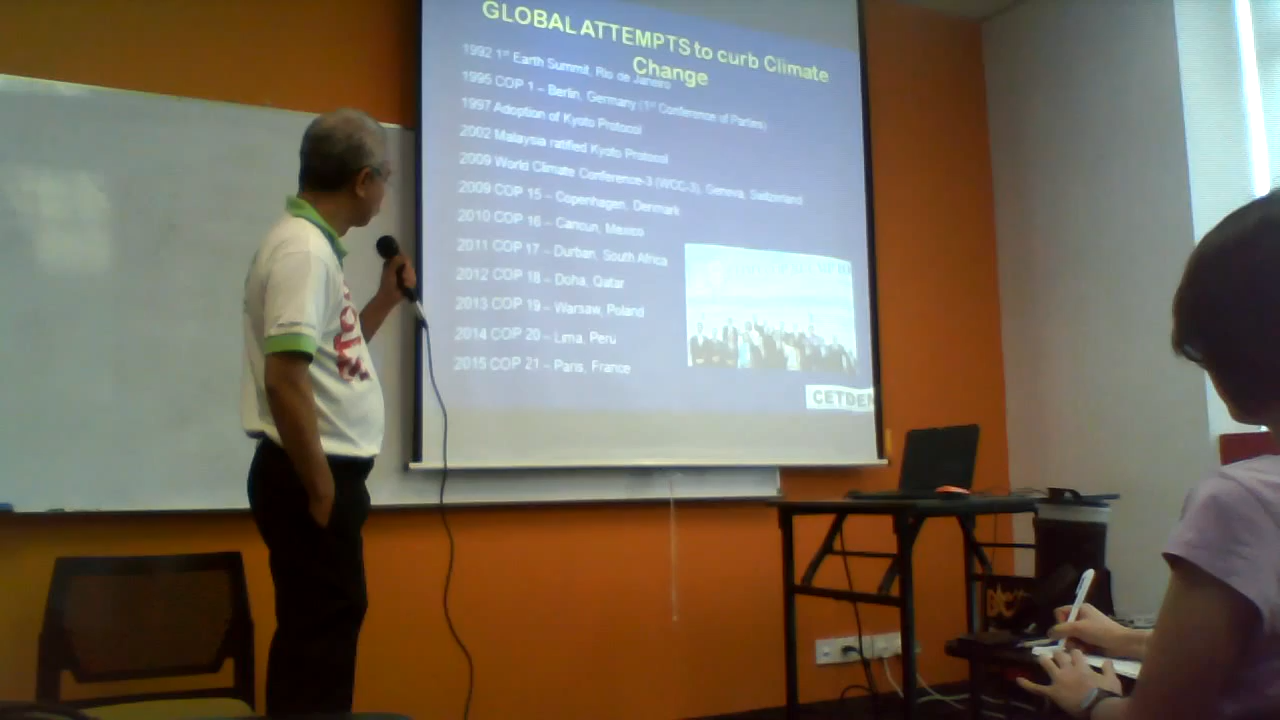 GLOBAL ATTEMPTS to curb Climate
Change
1992 1st Earth Summit, Rio de Janeiro
1995 COP 1 – Berlin, Germany (1st Conference of Parties)
1997 Adoption of Kyoto Protocol
2002 Malaysia ratified Kyoto Protocol
2009 World Climate Conference-3 (WCC-3), Geneva, Switzerland
2009 COP 15 – Copenhagen, Denmark
2010 COP 16 – Cancun, Mexico
2011 COP 17 – Durban, South Africa
2012 COP 18 – Doha, Qatar
2013 COP 19 – Warsaw, Poland
2014 COP 20 – Lima, Peru
2015 COP 21 – Paris, France
CETDEM